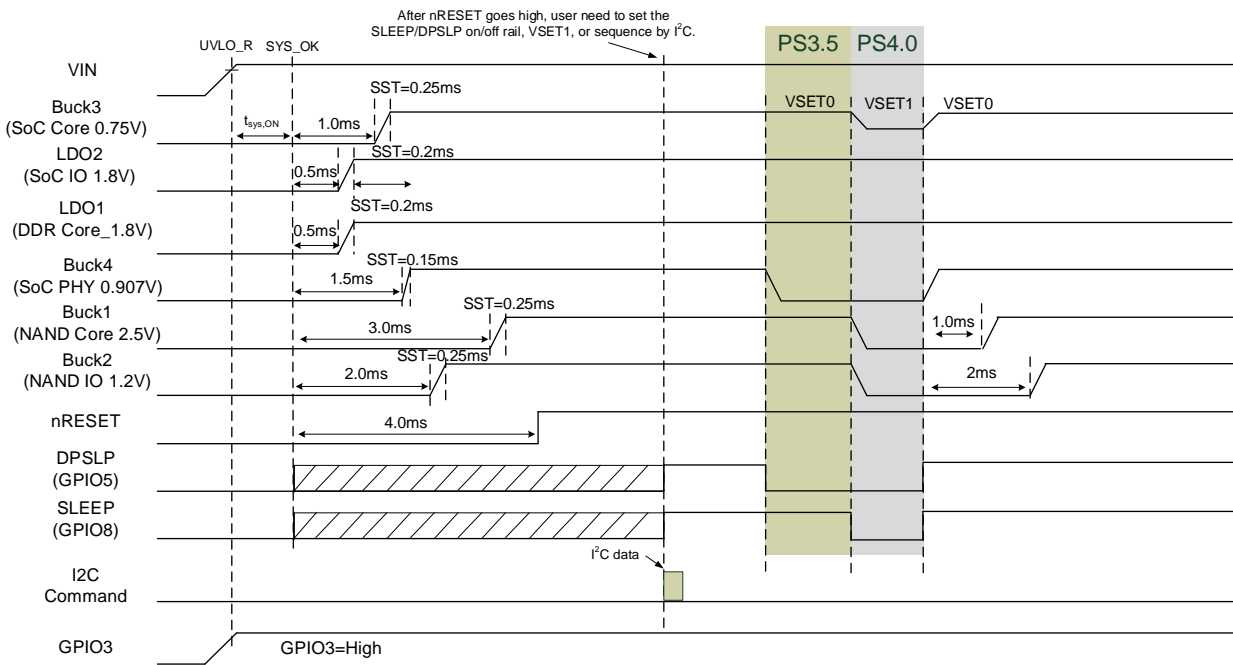 After nRESET goes high, user need to set the
SLEEP/DPSLP on/off rail, VSET1, or sequence by I²C.
PS3.5
PS4.0
UVLO_R
SYS_OK
VIN
SST=0.25ms
Buck3
(SoC Core 0.75V)
tsys,ON
1.0ms
VSET0
VSET1
VSET0
LDO2
(SoC IO 1.8V)
0.5ms
SST=0.2ms
LDO1
(DDR Core_1.8V)
0.5ms
SST=0.2ms
Buck4
(SoC PHY 0.907V)
1.5ms
SST=0.15ms
Buck1
(NAND Core 2.5V)
3.0ms
SST=0.25ms
1.0ms
Buck2
(NAND IO 1.2V)
2.0ms
SST=0.25ms
2ms
nRESET
4.0ms
DPSLP
(GPIO5)
SLEEP
(GPIO8)
I²C data
I2C
Command
GPIO3
GPIO3=High